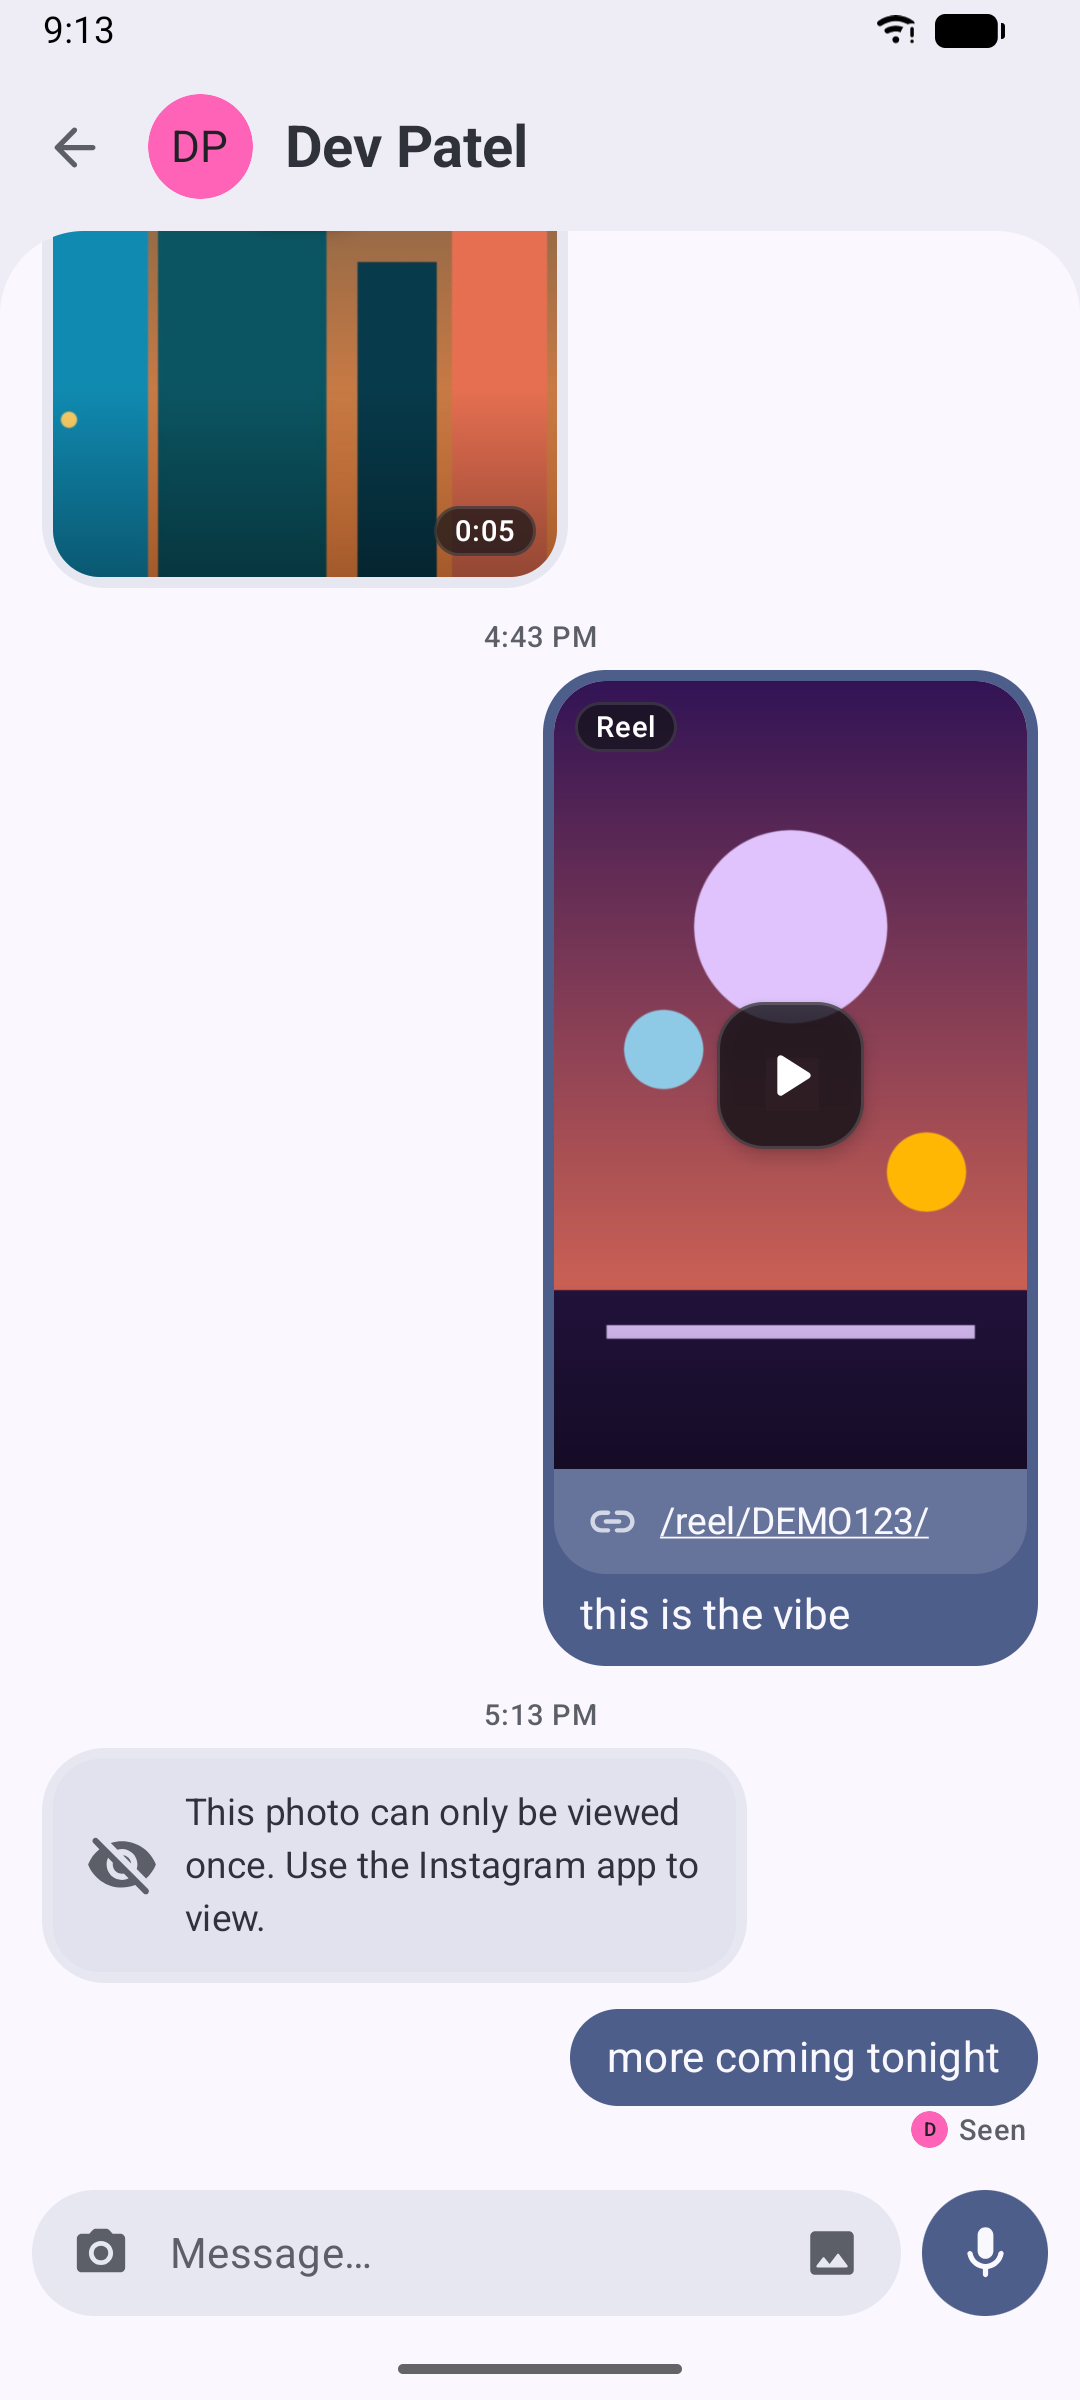 9:13
DP
Dev Patel
0:05
4:43 PM
Reel
/reel/DEMO123/
this is the vibe
5:13 PM
This photo can only be viewed
once. Use the Instagram app to
view.
more coming tonight
D Seen
Message…